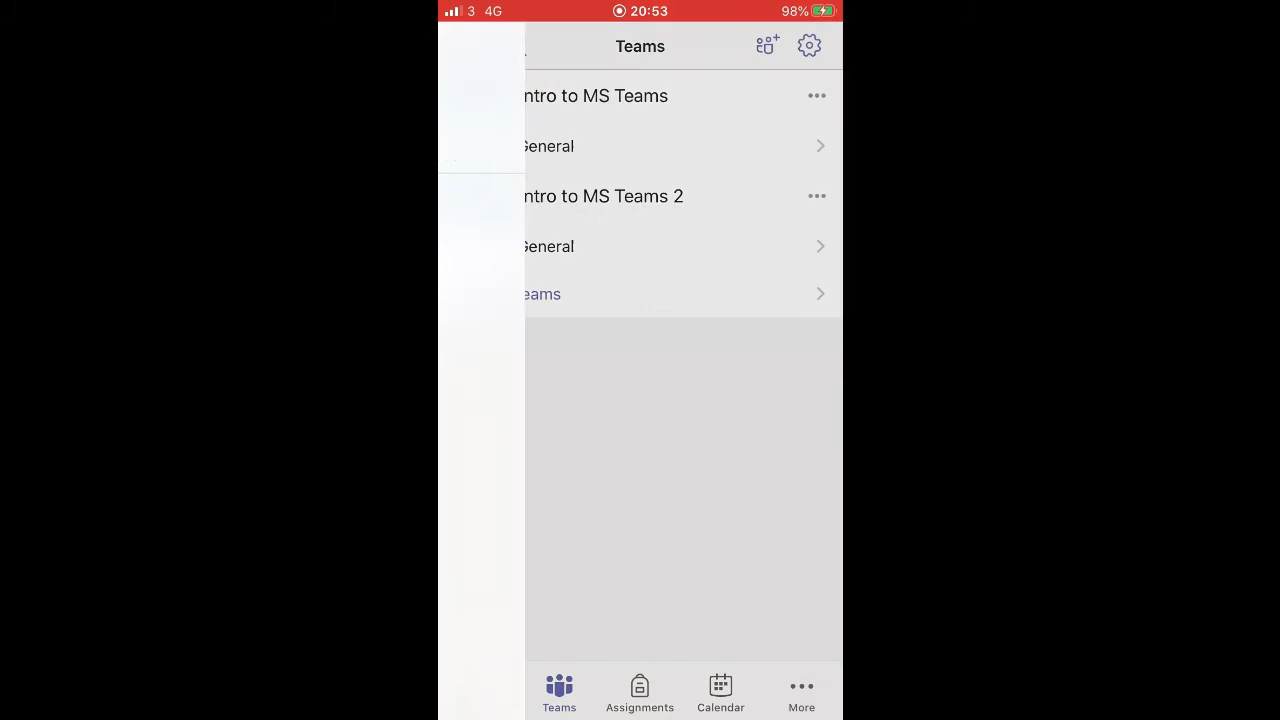 3 4G 20:53 98%
Teams
ntro to MS Teams
General
ntro to MS Teams 2
General
eams
Teams Assignments Calendar More